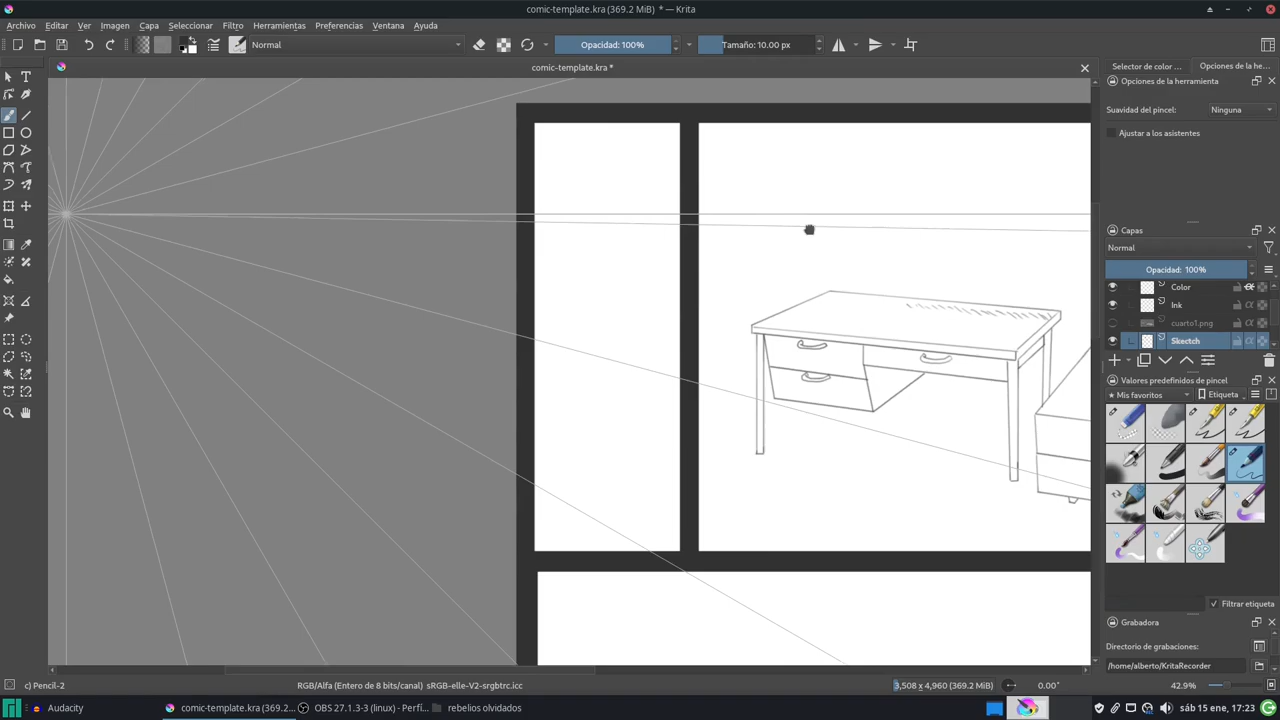 comic-template.kra (369.2 MiB) * — Krita
Archivo Editar Ver Imagen Capa Seleccionar Filtro Herramientas Preferencias Ventana Ayuda
Normal
Opacidad: 100%
Tamaño: 10.00 px
comic-template.kra *
Selector de color ...
Opciones de la he...
Opciones de la herramienta
Suavidad del pincel:
Ninguna
Ajustar a los asistentes
Capas
Normal
Opacidad: 100%
Color
Ink
cuarto1.png
Skectch
Valores predefinidos de pincel
Mis favoritos
Etiqueta
Filtrar etiqueta
Grabadora
Directorio de grabaciones:
/home/alberto/KritaRecorder
c) Pencil-2
RGB/Alfa (Entero de 8 bits/canal) sRGB-elle-V2-srgbtrc.icc
3,508 x 4,960 (369.2 MiB)
0.00°
42.9%
Audacity
comic-template.kra (369.2...
OBS 27.1.3-3 (linux) - Perfi...
rebelios olvidados
sáb 15 ene, 17:23